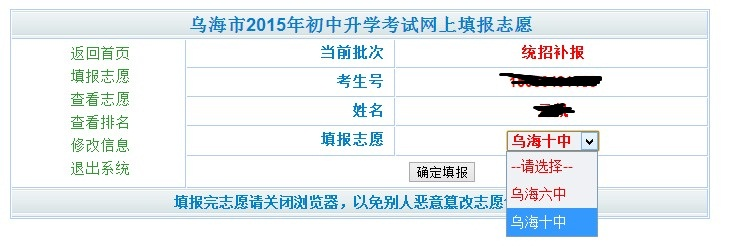 乌海市2015年初中升学考试网上填报志愿
返回首页
填报志愿
查看志愿
查看排名
修改信息
退出系统
当前批次 统招补报
考生号
姓名
填报志愿 乌海十中
--请选择--
乌海六中
乌海十中
确定填报
填报完志愿请关闭浏览器，以免别人恶意篡改志愿